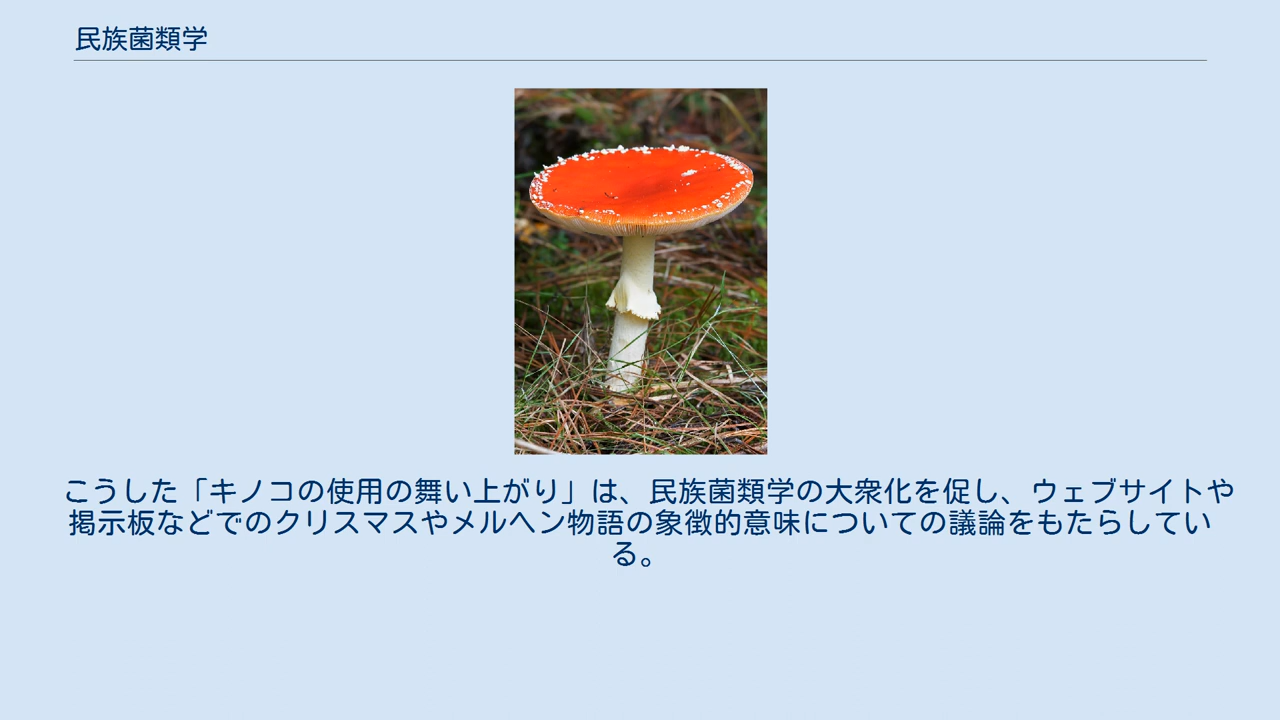 民族菌類学
こうした「キノコの使用の舞い上がり」は、民族菌類学の大衆化を促し、ウェブサイトや
掲示板などでのクリスマスやメルヘン物語の象徴的意味についての議論をもたらしてい
る。